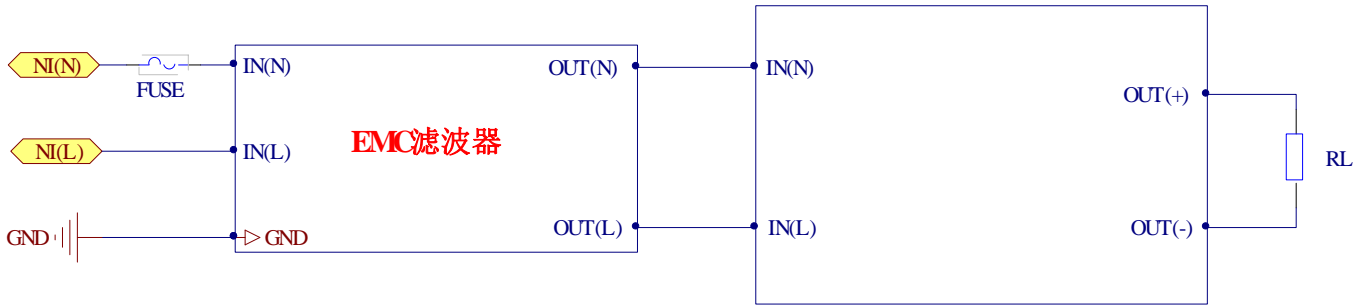 NI(N)
FUSE
IN(N)
OUT(N)
IN(N)
OUT(+)
NI(L)
IN(L)
EMC滤波器
RL
GND
GND
OUT(L)
IN(L)
OUT(-)